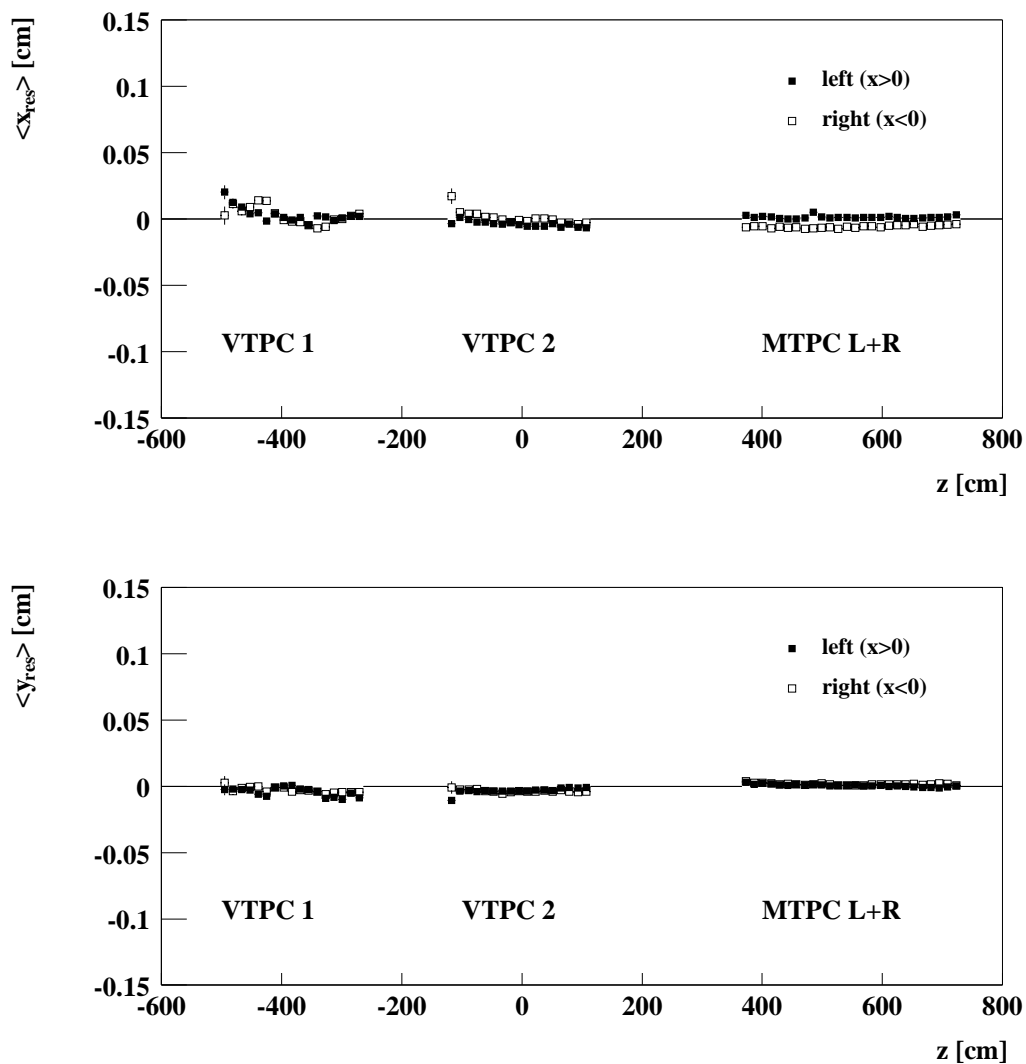 <x_res> [cm]
0.15
0.1
0.05
0
-0.05
-0.1
-0.15
left (x>0)
right (x<0)
VTPC 1
VTPC 2
MTPC L+R
-600
-400
-200
0
200
400
600
800
z [cm]
<y_res> [cm]
0.15
0.1
0.05
0
-0.05
-0.1
-0.15
left (x>0)
right (x<0)
VTPC 1
VTPC 2
MTPC L+R
-600
-400
-200
0
200
400
600
800
z [cm]